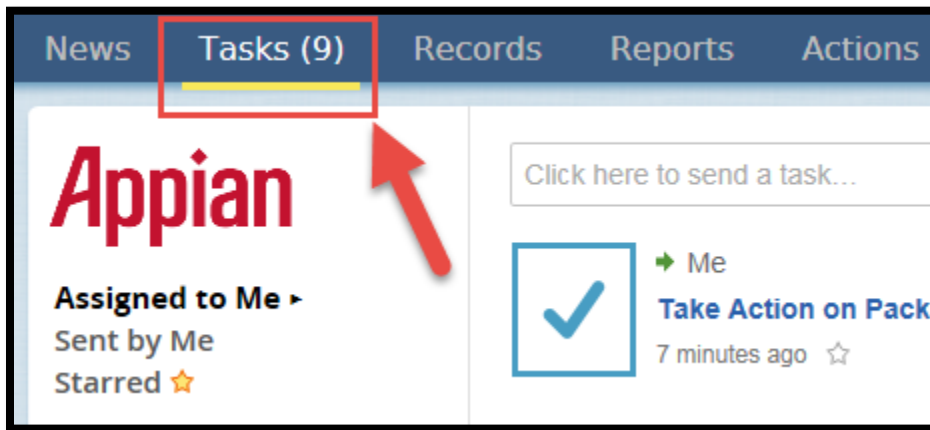 News Tasks (9) Records Reports Actions
Appian
Assigned to Me ▸
Sent by Me
Starred
Click here to send a task...
Me
Take Action on Pack
7 minutes ago